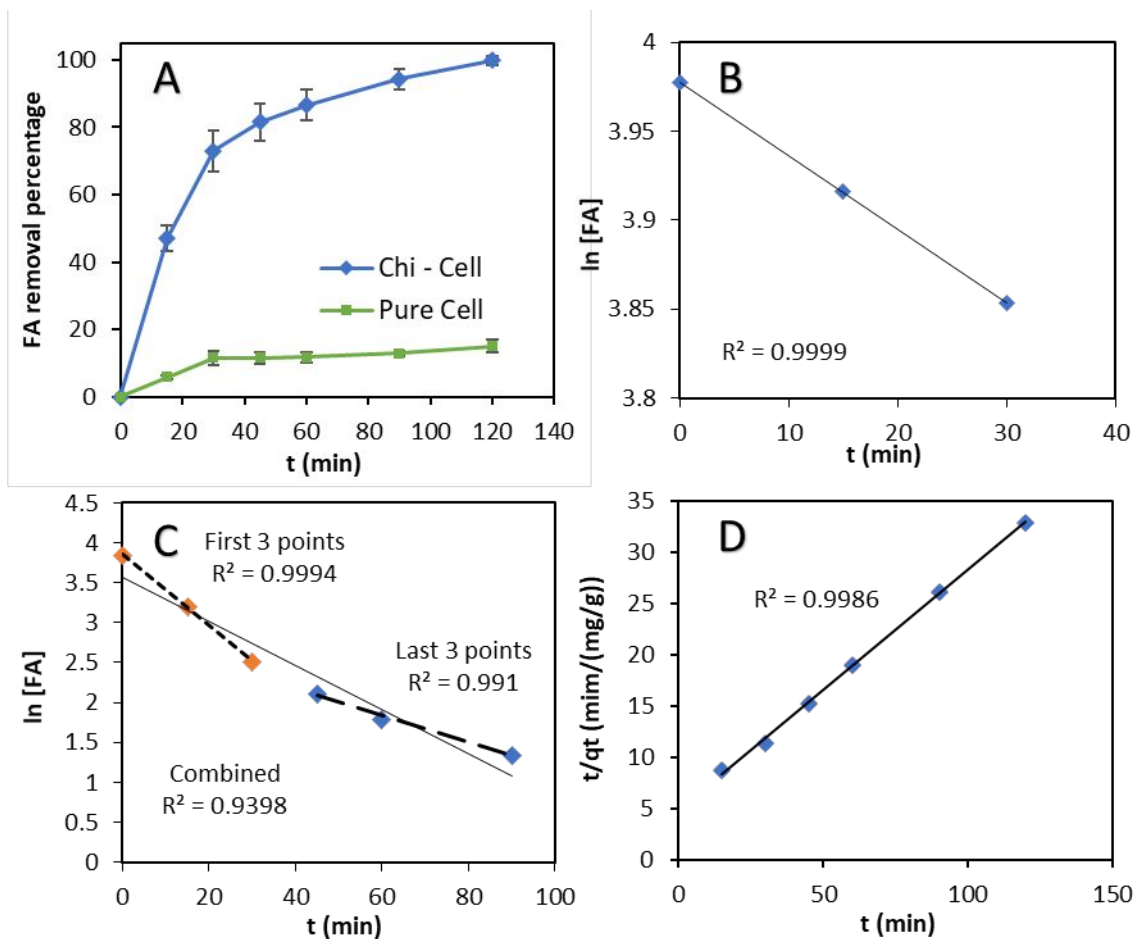 A
FA removal percentage
100
80
60
40
20
0
Chi - Cell
Pure Cell
0 20 40 60 80 100 120 140
t (min)
B
ln [FA]
4
3.95
3.9
3.85
3.8
R² = 0.9999
0 10 20 30 40
t (min)
C
ln [FA]
4.5
4
3.5
3
2.5
2
1.5
1
0.5
0
First 3 points
R² = 0.9994
Last 3 points
R² = 0.991
Combined
R² = 0.9398
0 20 40 60 80 100
t (min)
D
t/qt (mim/(mg/g))
35
30
25
20
15
10
5
0
R² = 0.9986
0 50 100 150
t (min)